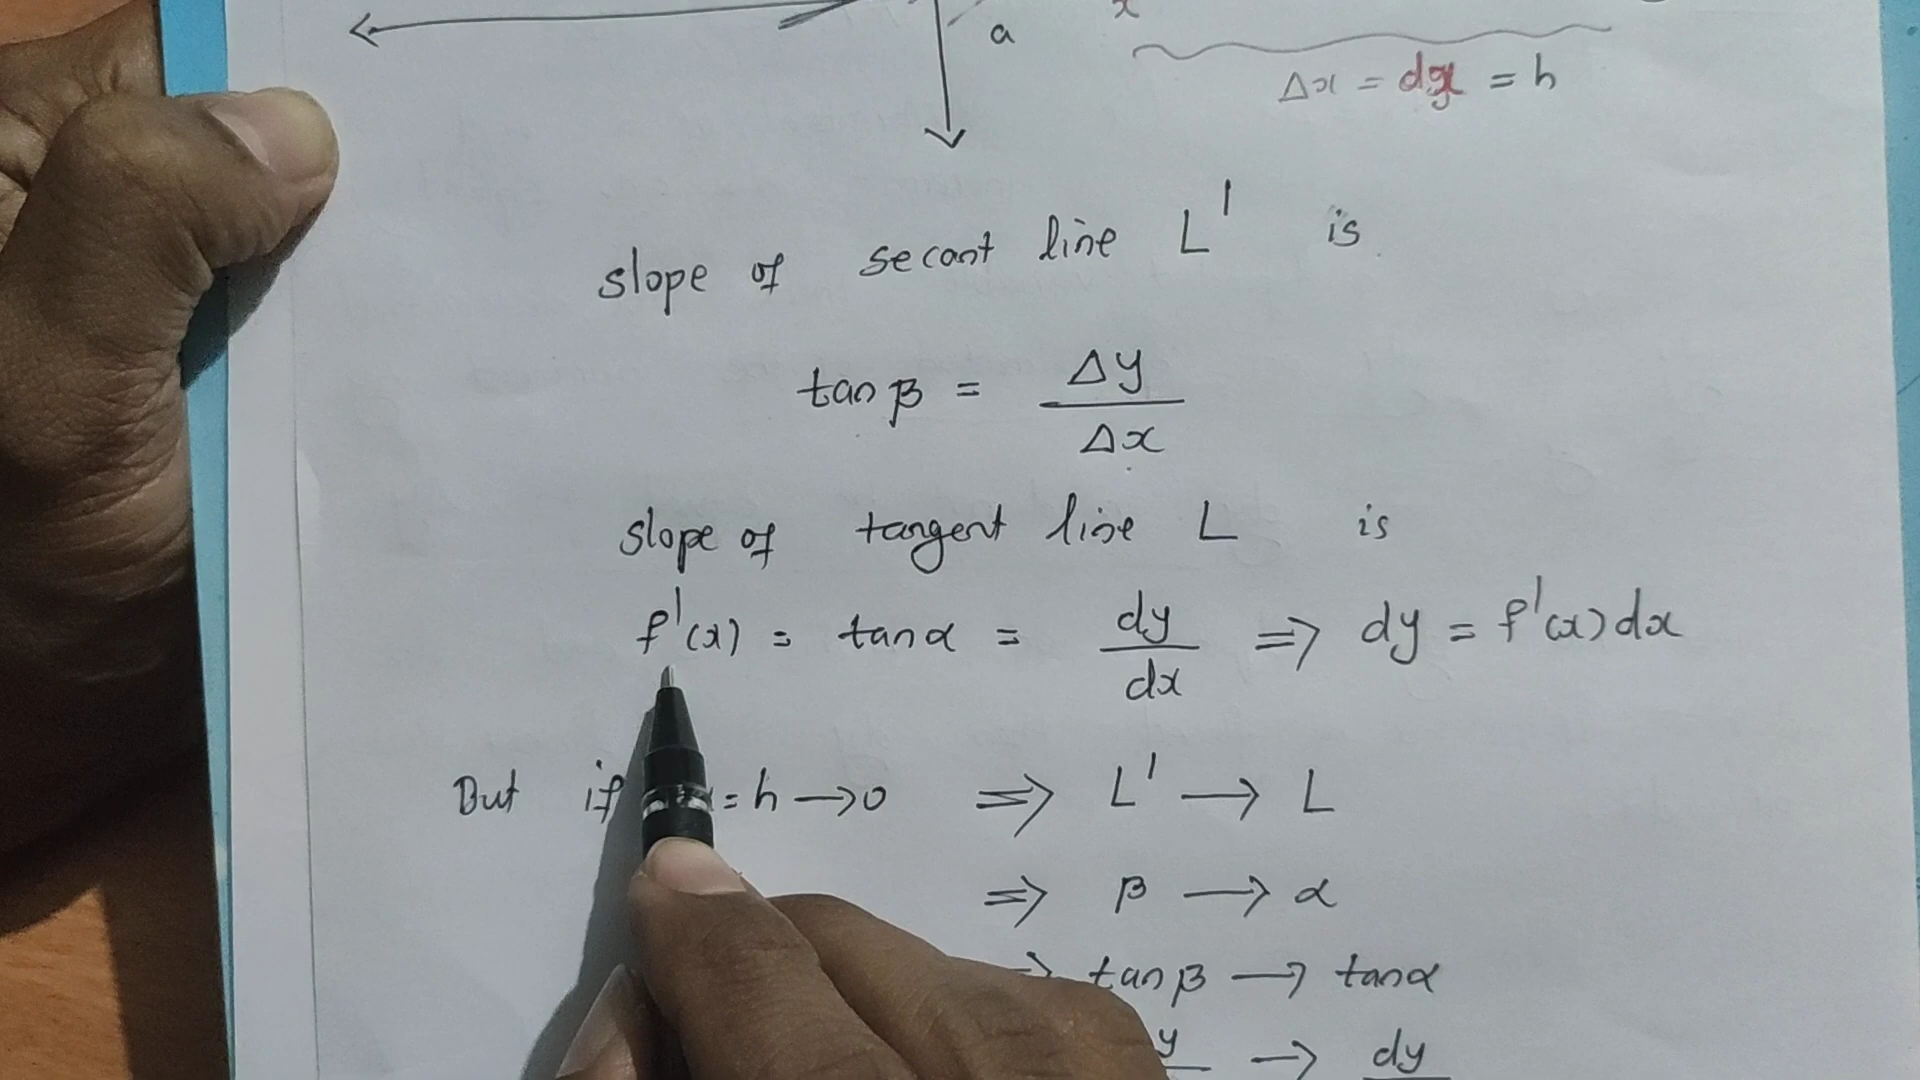 a x
Δx = dx = h
slope of secant line L' is
tan β = Δy / Δx
slope of tangent line L is
f'(x) = tan α = dy / dx => dy = f'(x) dx
But if = h → 0 => L' → L
=> β → α
=> tan β → tan α
y → dy